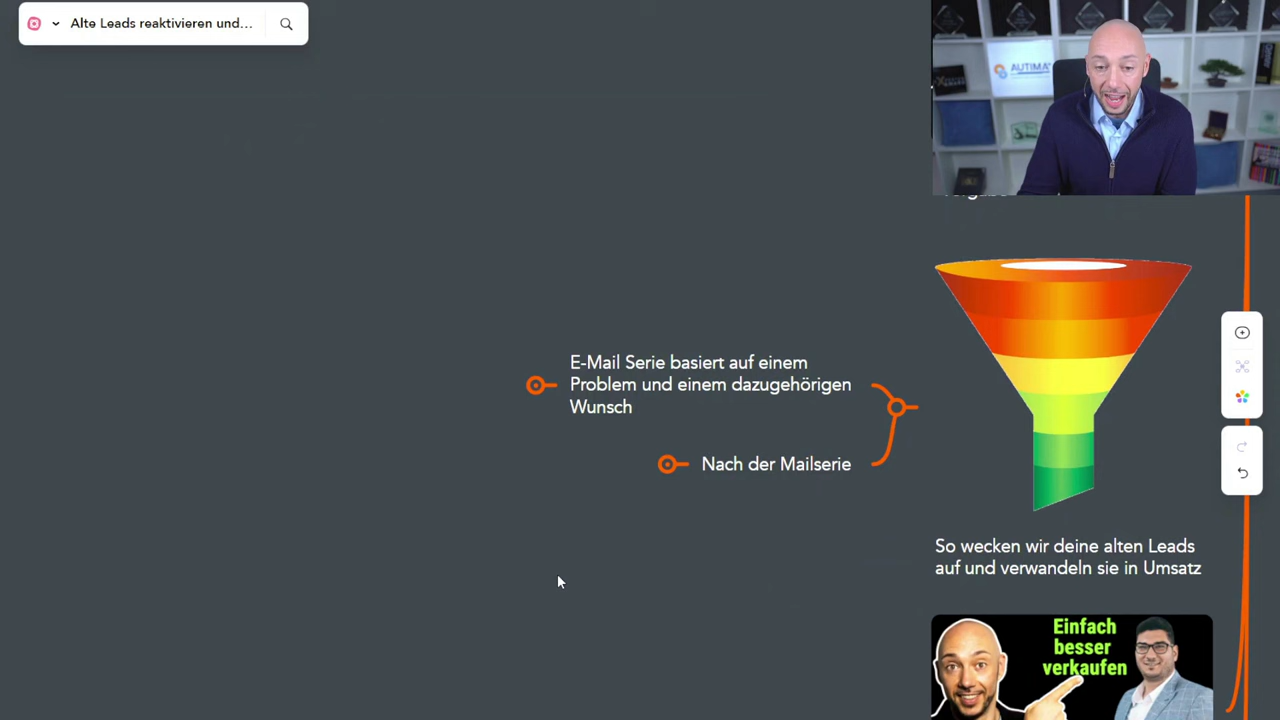 Alte Leads reaktivieren und...
AUTIMA
E-Mail Serie basiert auf einem
Problem und einem dazugehörigen
Wunsch
Nach der Mailserie
So wecken wir deine alten Leads
auf und verwandeln sie in Umsatz
Einfach
besser
verkaufen